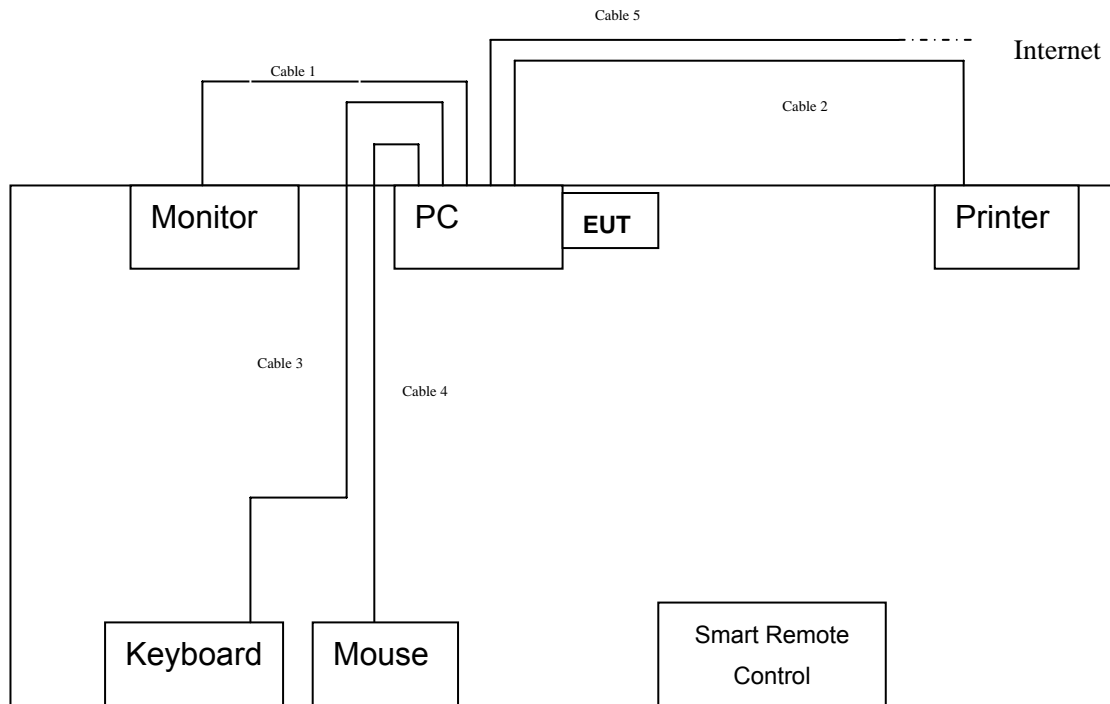 Cable 5
Internet
Cable 1
Cable 2
Monitor
PC
EUT
Printer
Cable 3
Cable 4
Keyboard
Mouse
Smart Remote
Control